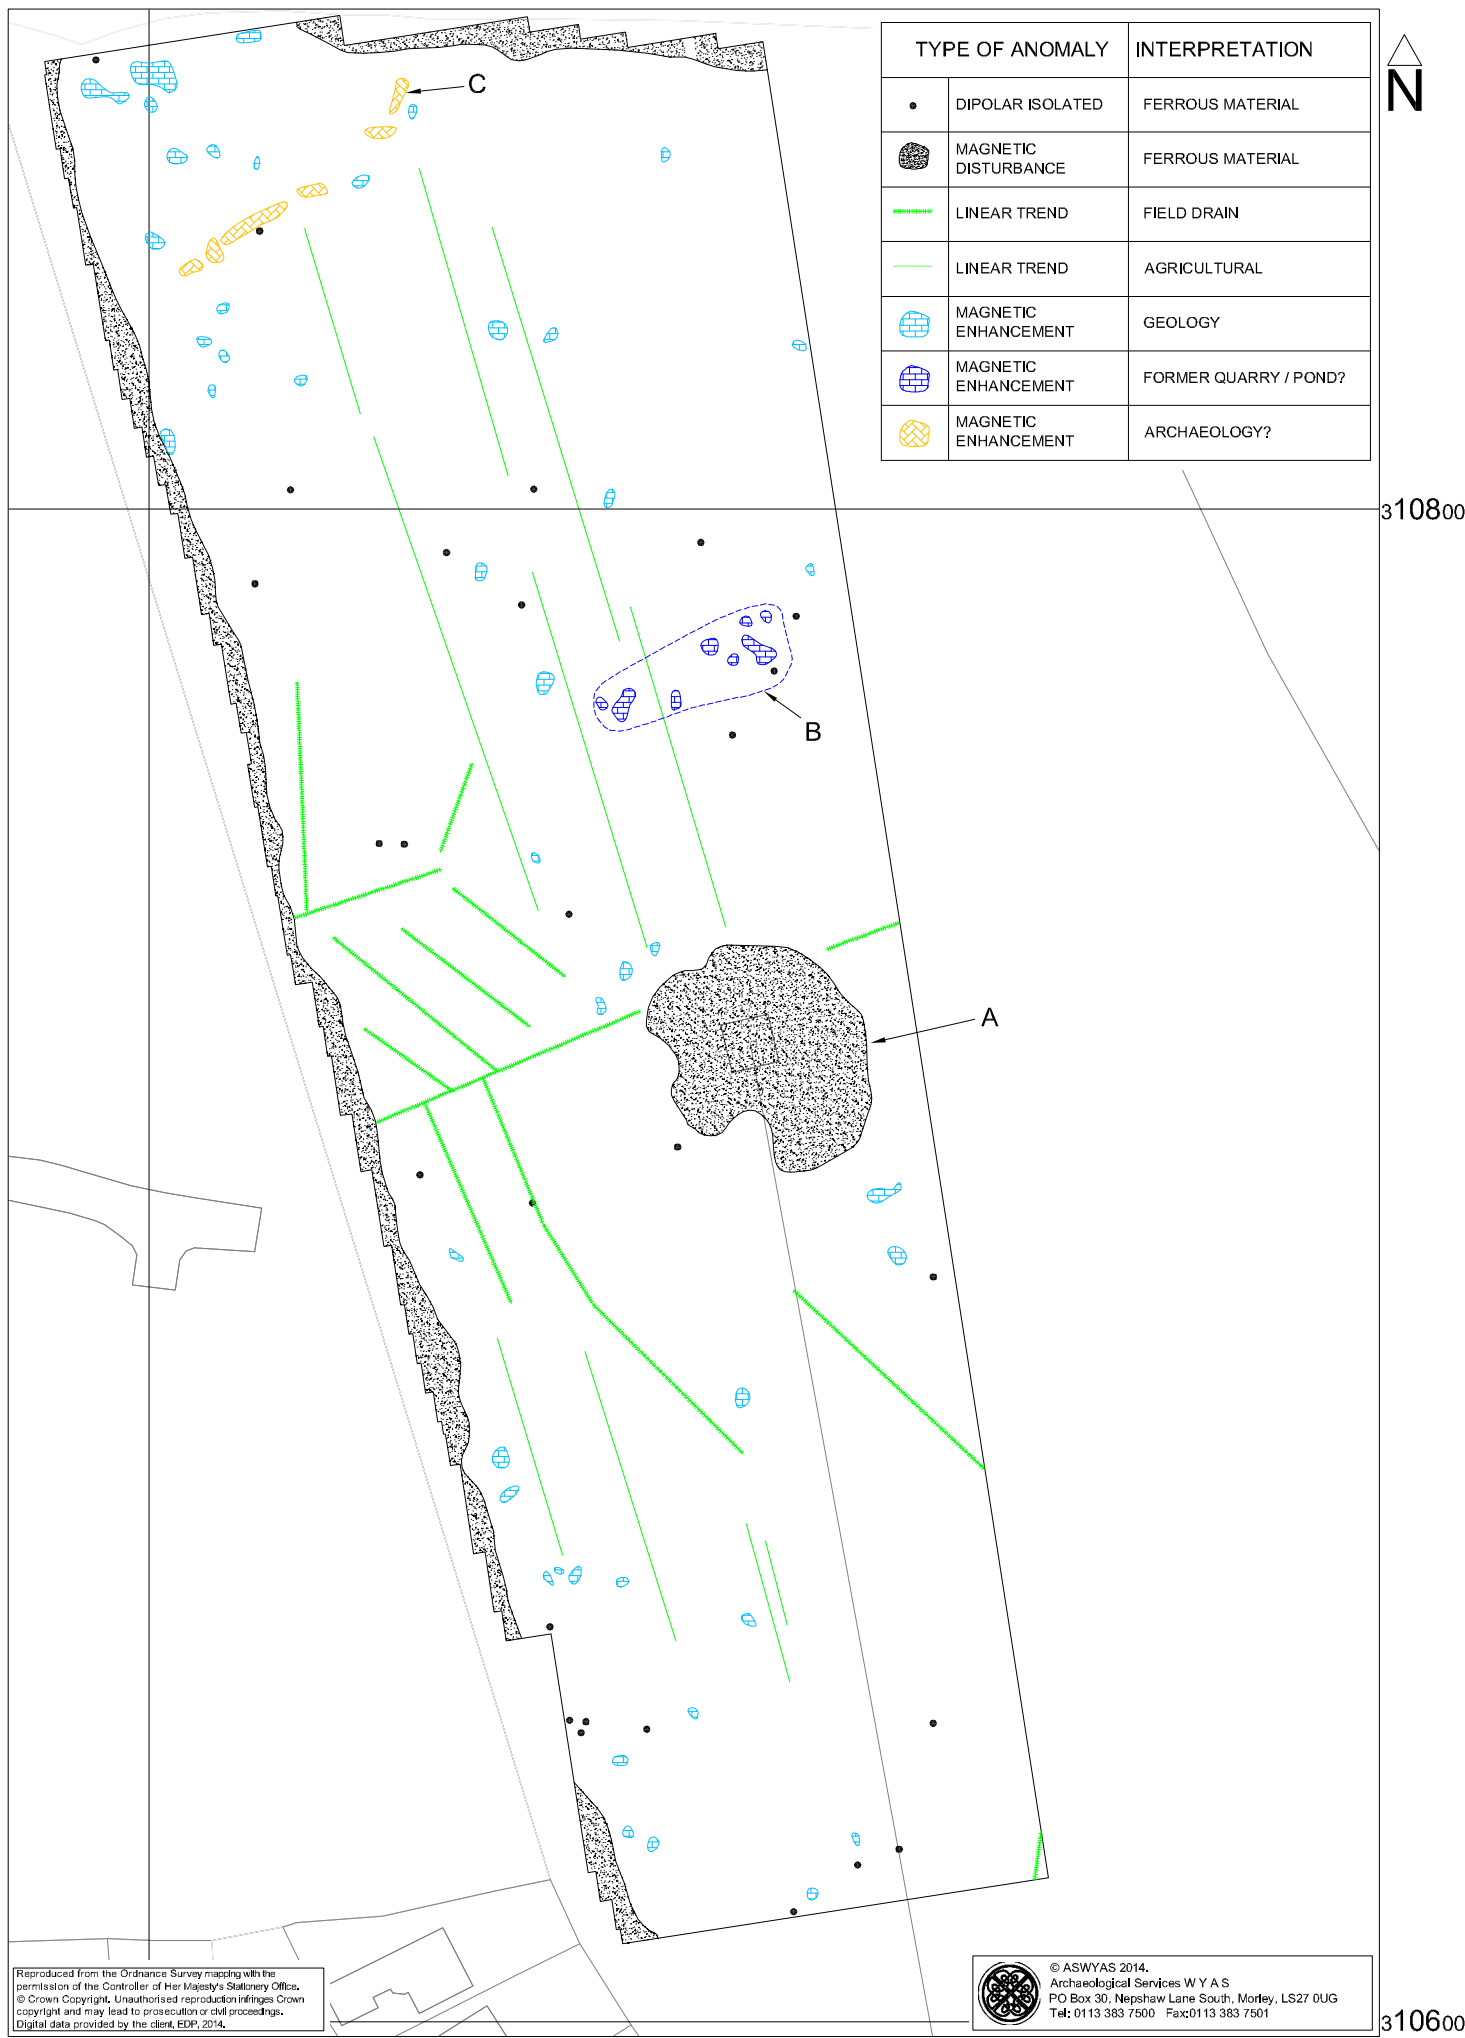 TYPE OF ANOMALY INTERPRETATION
DIPOLAR ISOLATED FERROUS MATERIAL
MAGNETIC
DISTURBANCE
FERROUS MATERIAL
LINEAR TREND FIELD DRAIN
LINEAR TREND AGRICULTURAL
MAGNETIC
ENHANCEMENT
GEOLOGY
MAGNETIC
ENHANCEMENT
FORMER QUARRY / POND?
MAGNETIC
ENHANCEMENT
ARCHAEOLOGY?
N
C
310800
B
A
Reproduced from the Ordnance Survey mapping with the
permission of the Controller of Her Majesty's Stationery Office.
© Crown Copyright. Unauthorised reproduction infringes Crown
copyright and may lead to prosecution or civil proceedings.
Digital data provided by the client, EDP, 2014.
© ASWYAS 2014.
Archaeological Services W Y A S
PO Box 30, Nepshaw Lane South, Morley, LS27 0UG
Tel: 0113 383 7500 Fax:0113 383 7501
310600